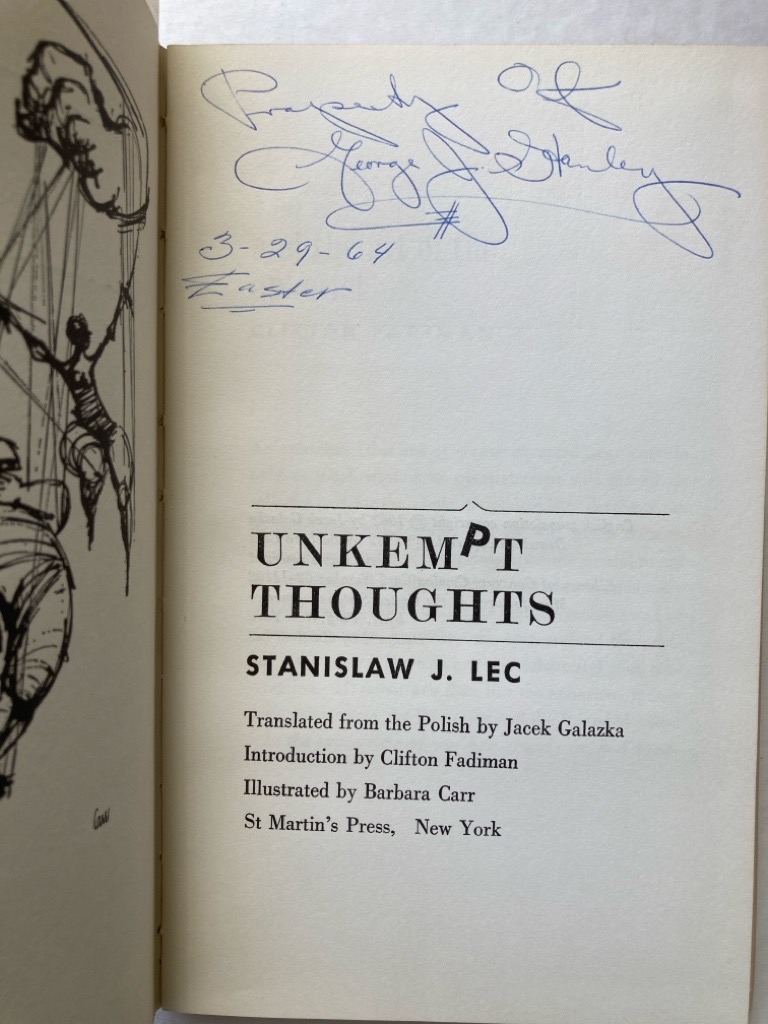 Property Of
George J. Stanley
#
3-29-64
Easter
UNKEMPT
THOUGHTS
STANISLAW J. LEC
Translated from the Polish by Jacek Galazka
Introduction by Clifton Fadiman
Illustrated by Barbara Carr
St Martin's Press, New York
Carr